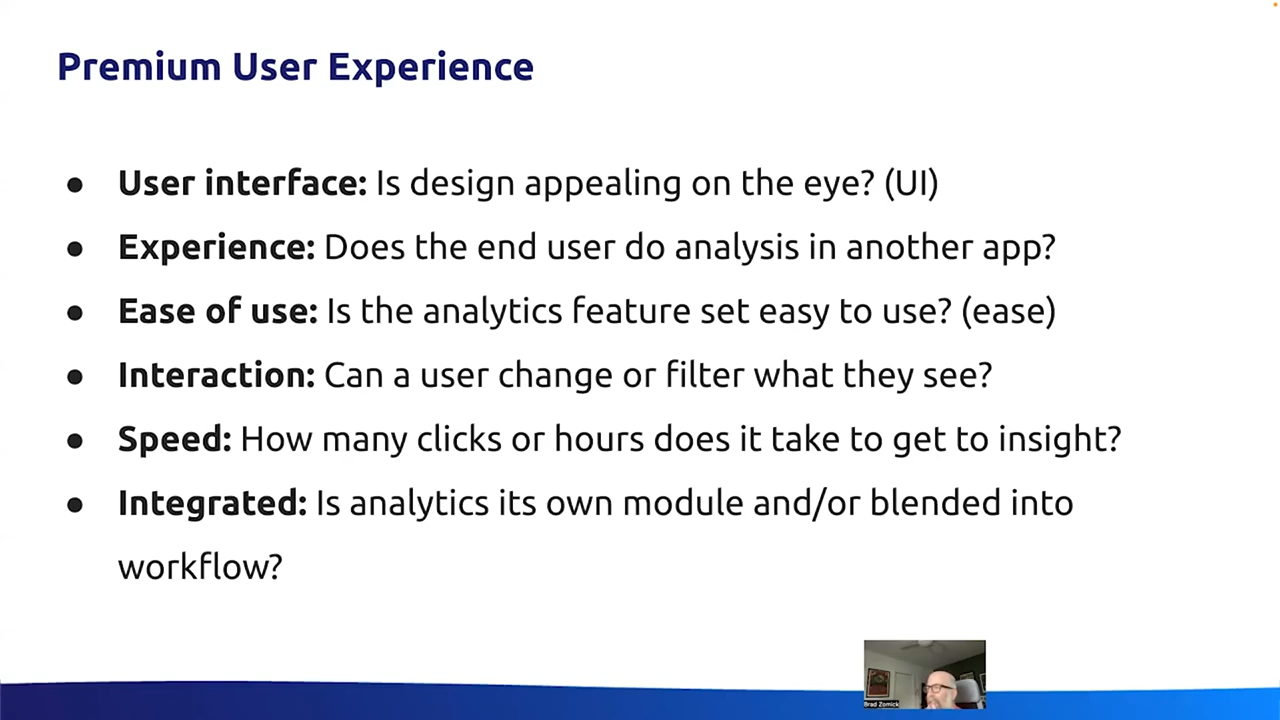 Premium User Experience
● User interface: Is design appealing on the eye? (UI)
● Experience: Does the end user do analysis in another app?
● Ease of use: Is the analytics feature set easy to use? (ease)
● Interaction: Can a user change or filter what they see?
● Speed: How many clicks or hours does it take to get to insight?
● Integrated: Is analytics its own module and/or blended into
workflow?
Brad Zomick